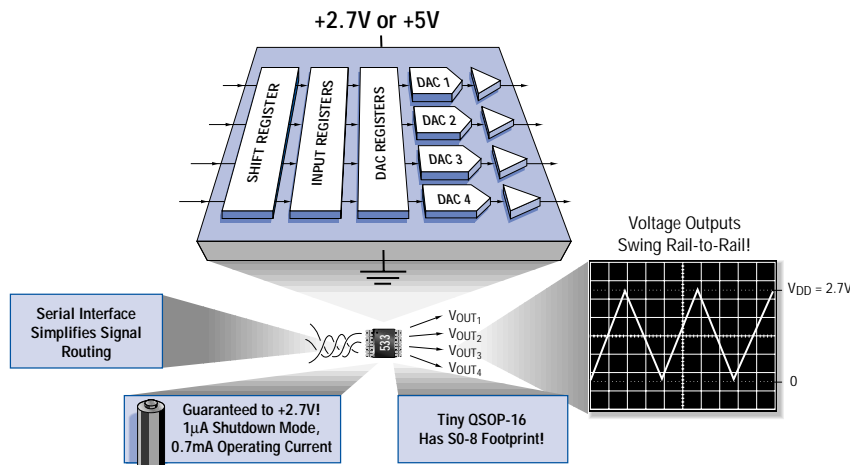 +2.7V or +5V
SHIFT REGISTER
INPUT REGISTERS
DAC REGISTERS
DAC 1
DAC 2
DAC 3
DAC 4
Voltage Outputs
Swing Rail-to-Rail!
VDD = 2.7V
0
Serial Interface
Simplifies Signal
Routing
533
VOUT1
VOUT2
VOUT3
VOUT4
Guaranteed to +2.7V!
1µA Shutdown Mode,
0.7mA Operating Current
Tiny QSOP-16
Has S0-8 Footprint!